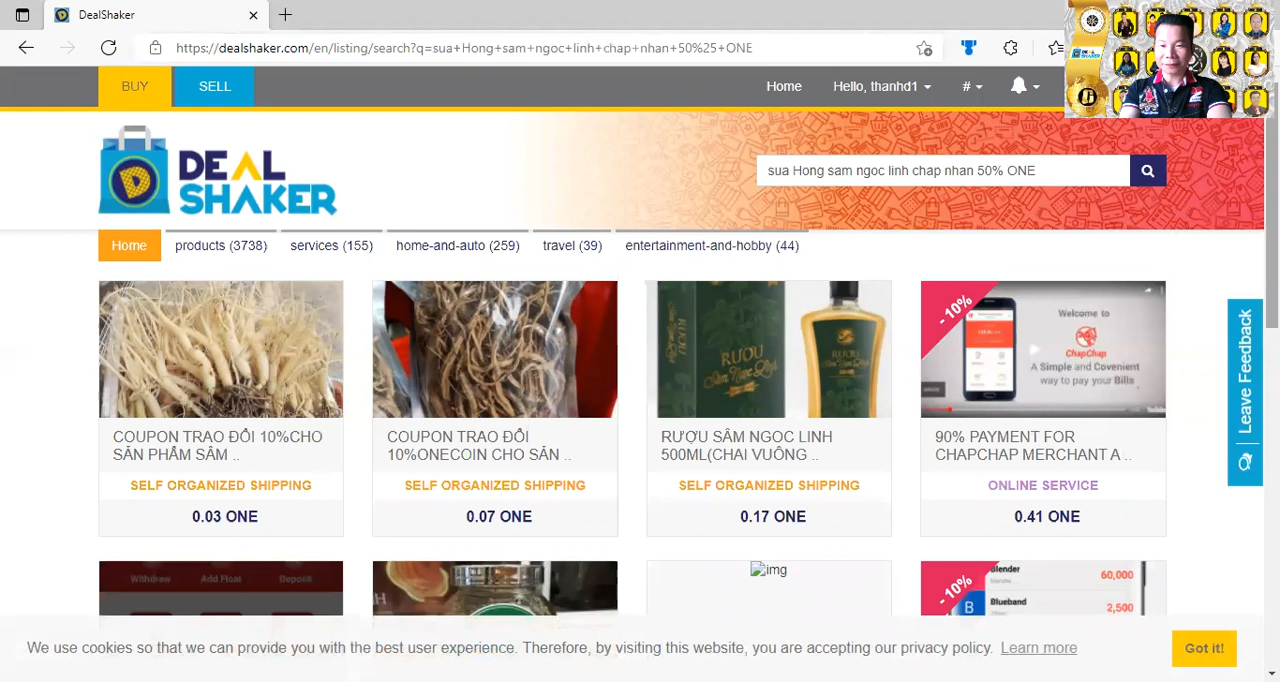 DealShaker
https://dealshaker.com/en/listing/search?q=sua+Hong+sam+ngoc+linh+chap+nhan+50%25+ONE
BUY
SELL
Home
Hello, thanhd1
#
DEAL
SHAKER
sua Hong sam ngoc linh chap nhan 50% ONE
Home
products (3738)
services (155)
home-and-auto (259)
travel (39)
entertainment-and-hobby (44)
COUPON TRAO ĐỔI 10%CHO
SẢN PHẨM SÂM ..
SELF ORGANIZED SHIPPING
0.03 ONE
COUPON TRAO ĐỔI
10%ONECOIN CHO SẢN ..
SELF ORGANIZED SHIPPING
0.07 ONE
RƯỢU
Sâm Ngọc Linh
RƯỢU SÂM NGỌC LINH
500ML(CHAI VUÔNG ..
SELF ORGANIZED SHIPPING
0.17 ONE
- 10%
Welcome to
ChapChap
A Simple and Covenient
way to pay your Bills
YouTube
90% PAYMENT FOR
CHAPCHAP MERCHANT A ..
ONLINE SERVICE
0.41 ONE
Leave Feedback
Withdrew
Add Float
Deposit
img
- 10%
Blender
60,000
B
Blueband
2,500
We use cookies so that we can provide you with the best user experience. Therefore, by visiting this website, you are accepting our privacy policy. Learn more
Got it!